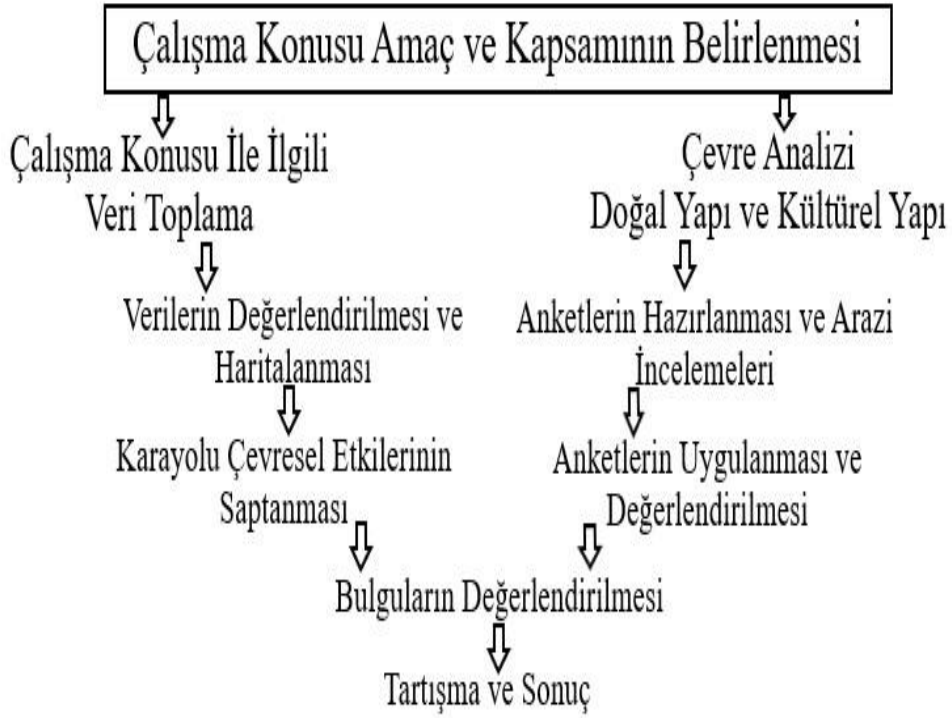 Çalışma Konusu Amaç ve Kapsamının Belirlenmesi
Çalışma Konusu İle İlgili
Veri Toplama
Çevre Analizi
Doğal Yapı ve Kültürel Yapı
Verilerin Değerlendirilmesi ve
Haritalanması
Anketlerin Hazırlanması ve Arazi
İncelemeleri
Karayolu Çevresel Etkilerinin
Saptanması
Anketlerin Uygulanması ve
Değerlendirilmesi
Bulguların Değerlendirilmesi
Tartışma ve Sonuç